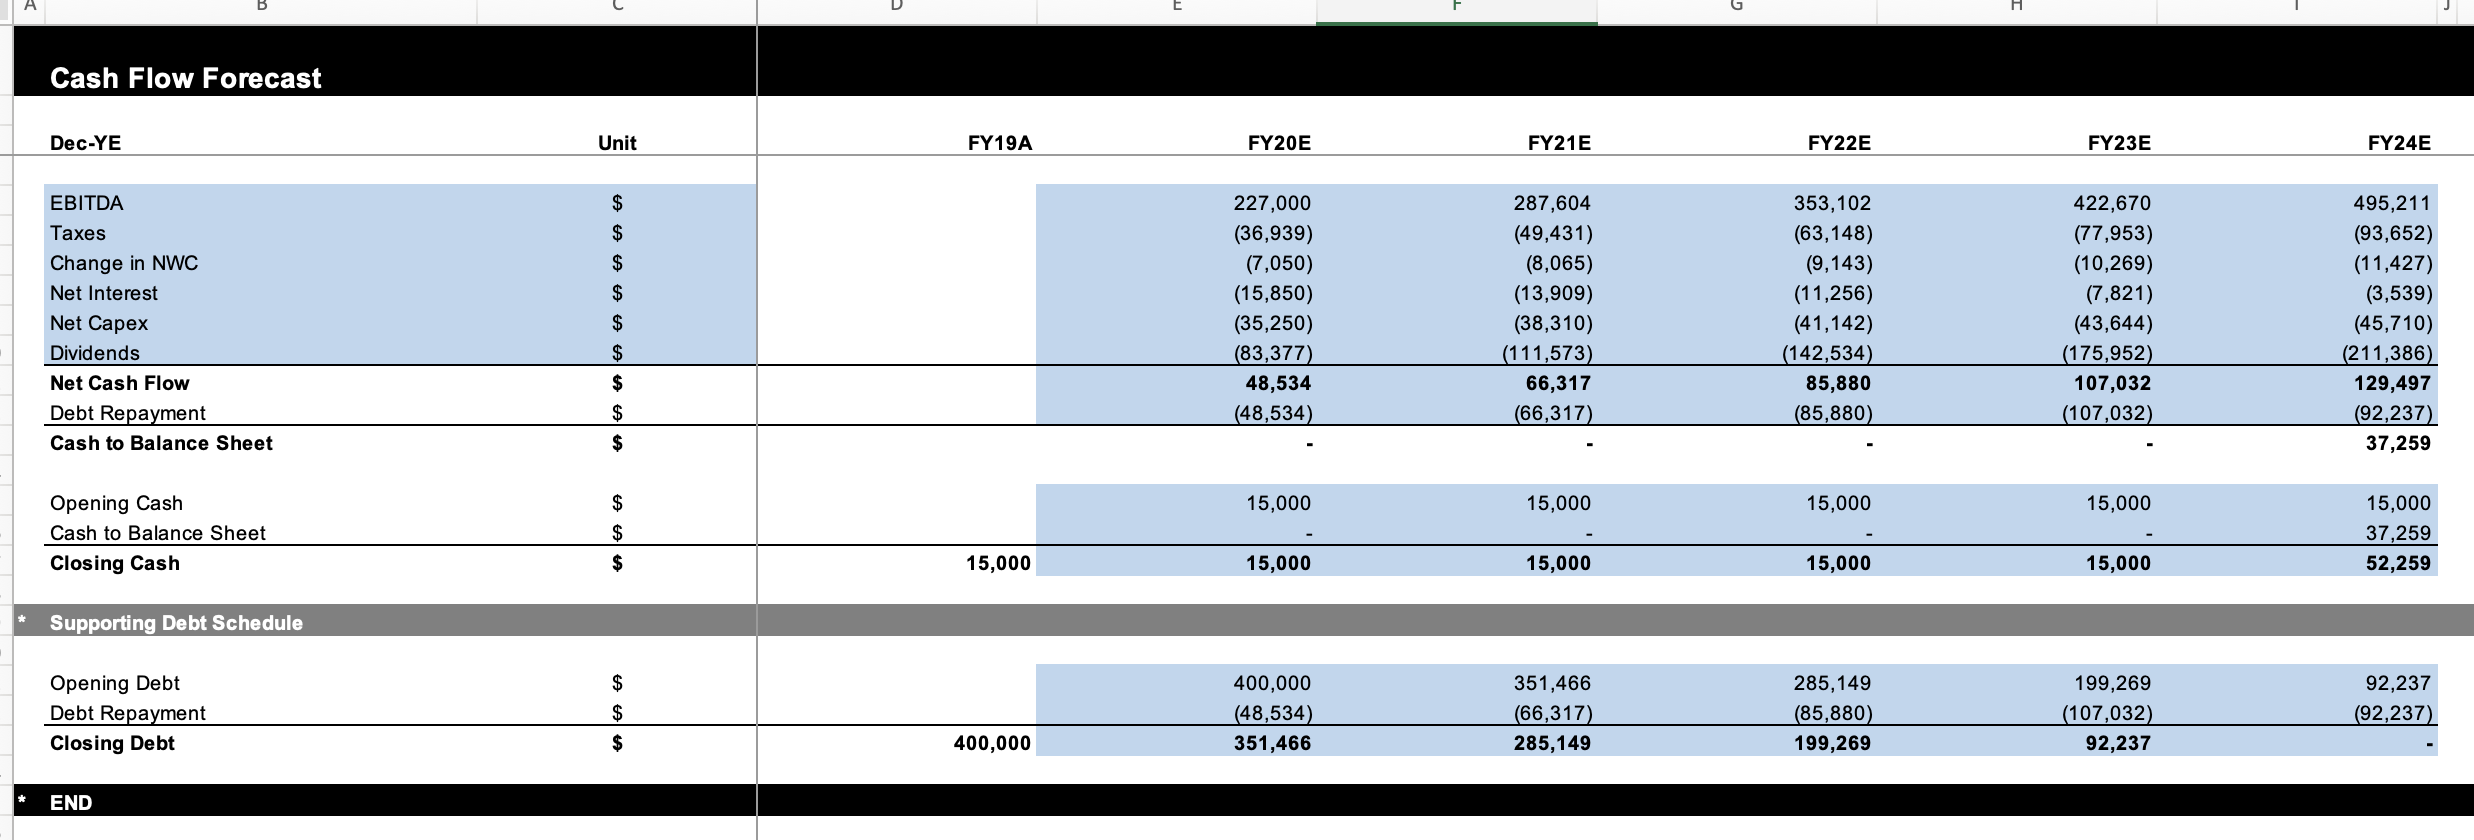 A B C D E F G H I J
Cash Flow Forecast
Dec-YE Unit FY19A FY20E FY21E FY22E FY23E FY24E
EBITDA $ 227,000 287,604 353,102 422,670 495,211
Taxes $ (36,939) (49,431) (63,148) (77,953) (93,652)
Change in NWC $ (7,050) (8,065) (9,143) (10,269) (11,427)
Net Interest $ (15,850) (13,909) (11,256) (7,821) (3,539)
Net Capex $ (35,250) (38,310) (41,142) (43,644) (45,710)
Dividends $ (83,377) (111,573) (142,534) (175,952) (211,386)
Net Cash Flow $ 48,534 66,317 85,880 107,032 129,497
Debt Repayment $ (48,534) (66,317) (85,880) (107,032) (92,237)
Cash to Balance Sheet $ - - - - 37,259
Opening Cash $ 15,000 15,000 15,000 15,000 15,000
Cash to Balance Sheet $ - - - - 37,259
Closing Cash $ 15,000 15,000 15,000 15,000 15,000 52,259
* Supporting Debt Schedule
Opening Debt $ 400,000 351,466 285,149 199,269 92,237
Debt Repayment $ (48,534) (66,317) (85,880) (107,032) (92,237)
Closing Debt $ 400,000 351,466 285,149 199,269 92,237 -
* END